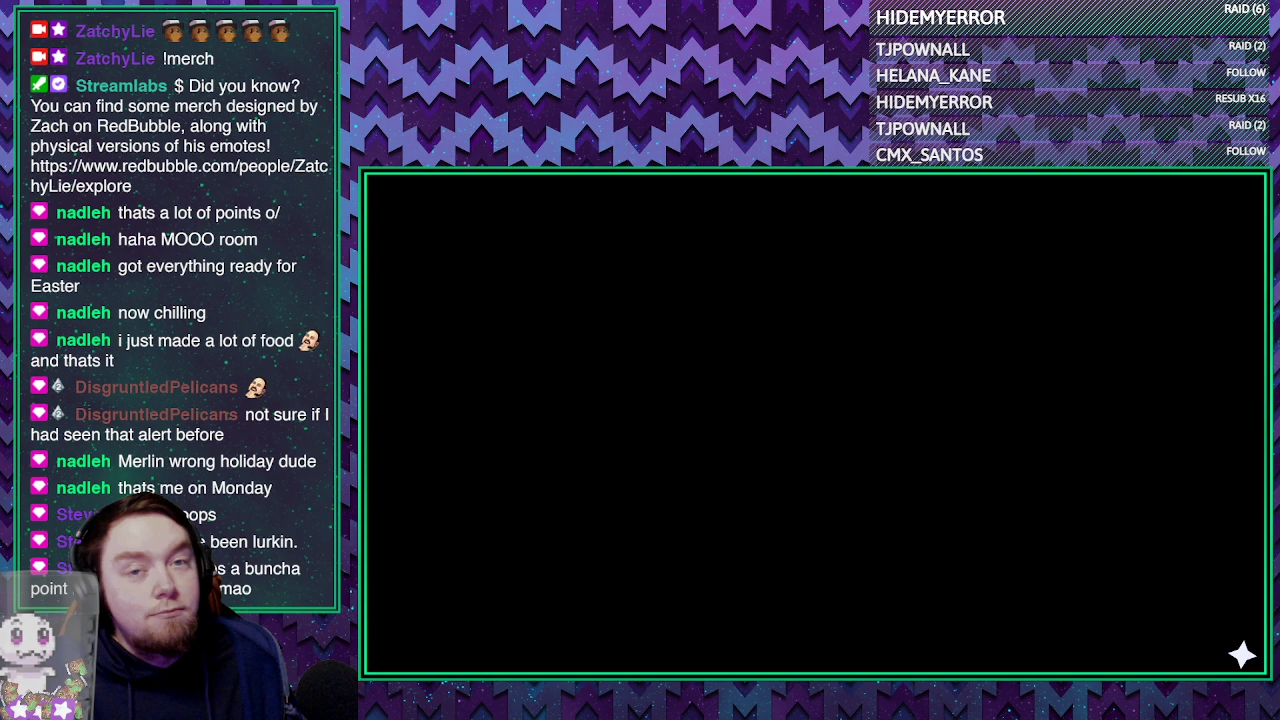 ZatchyLie
ZatchyLie !merch
Streamlabs $ Did you know?
You can find some merch designed by
Zach on RedBubble, along with
physical versions of his emotes!
https://www.redbubble.com/people/Zatc
hyLie/explore
nadleh thats a lot of points o/
nadleh haha MOOO room
nadleh got everything ready for
Easter
nadleh now chilling
nadleh i just made a lot of food
and thats it
DisgruntledPelicans
DisgruntledPelicans not sure if I
had seen that alert before
nadleh Merlin wrong holiday dude
nadleh thats me on Monday
been lurkin.
a buncha
point
HIDEMYERROR RAID (6)
TJPOWNALL RAID (2)
HELANA_KANE FOLLOW
HIDEMYERROR RESUB X16
TJPOWNALL RAID (2)
CMX_SANTOS FOLLOW